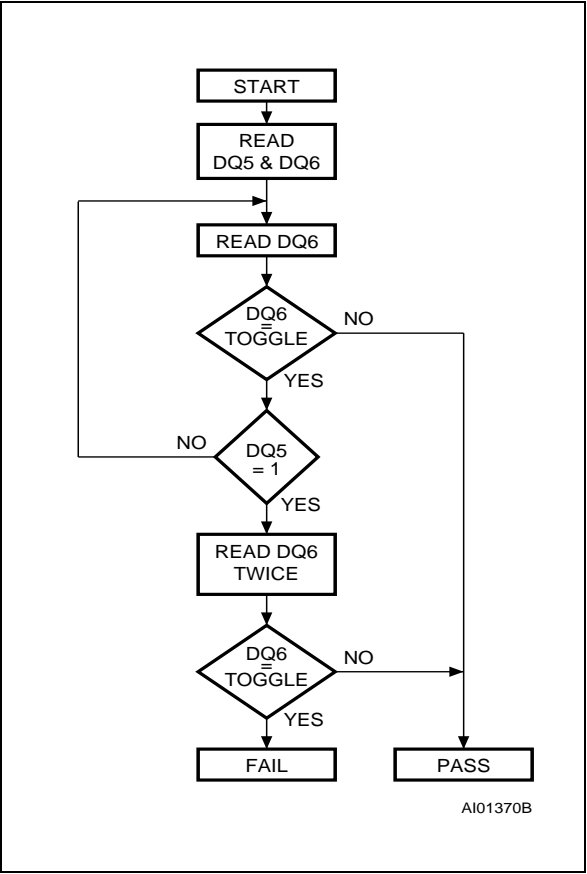 START
READ
DQ5 & DQ6
READ DQ6
DQ6
=
TOGGLE
NO
YES
NO
DQ5
= 1
YES
READ DQ6
TWICE
DQ6
=
TOGGLE
NO
YES
FAIL
PASS
AI01370B